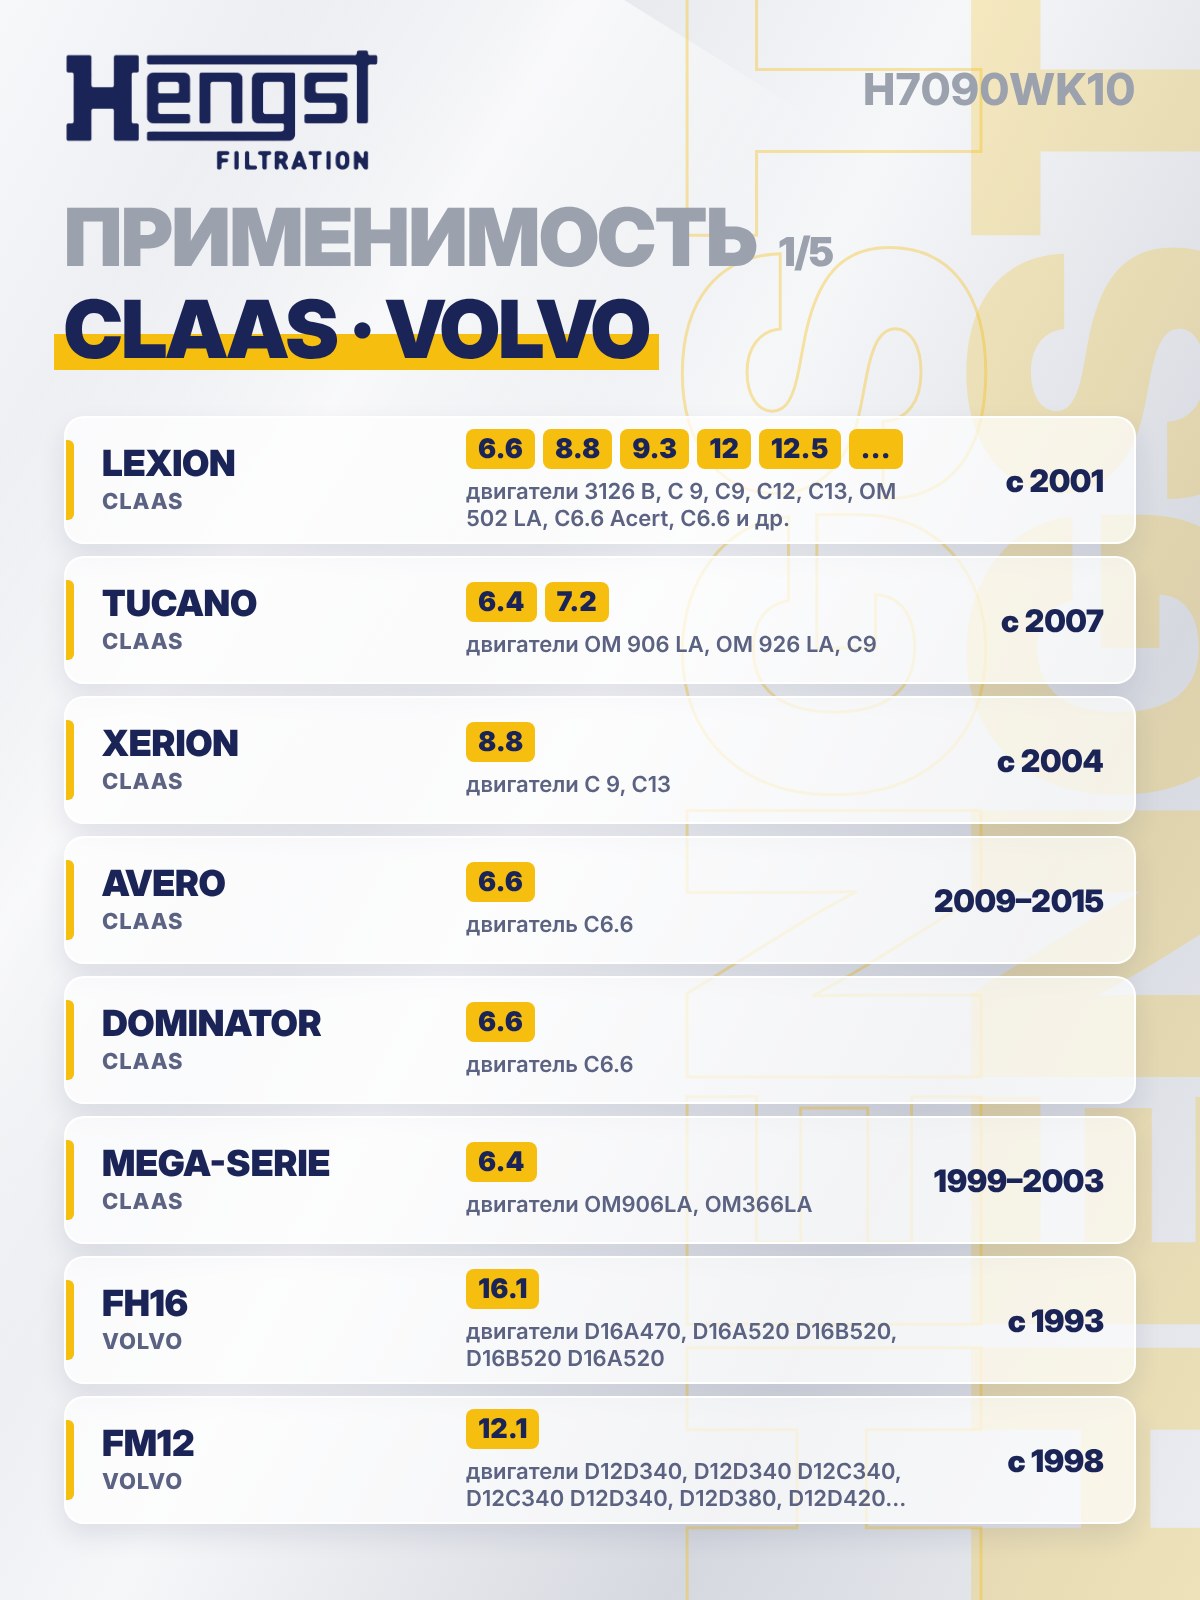 Hengst
FILTRATION
H7090WK10
ПРИМЕНИМОСТЬ 1/5
CLAAS · VOLVO
LEXION
CLAAS
6.6 8.8 9.3 12 12.5 ...
двигатели 3126 B, C 9, C9, C12, C13, OM
502 LA, C6.6 Acert, C6.6 и др.
с 2001
TUCANO
CLAAS
6.4 7.2
двигатели OM 906 LA, OM 926 LA, C9
с 2007
XERION
CLAAS
8.8
двигатели C 9, C13
с 2004
AVERO
CLAAS
6.6
двигатель C6.6
2009–2015
DOMINATOR
CLAAS
6.6
двигатель C6.6
MEGA-SERIE
CLAAS
6.4
двигатели OM906LA, OM366LA
1999–2003
FH16
VOLVO
16.1
двигатели D16A470, D16A520 D16B520,
D16B520 D16A520
с 1993
FM12
VOLVO
12.1
двигатели D12D340, D12D340 D12C340,
D12C340 D12D340, D12D380, D12D420...
с 1998
HENGST
HENGST